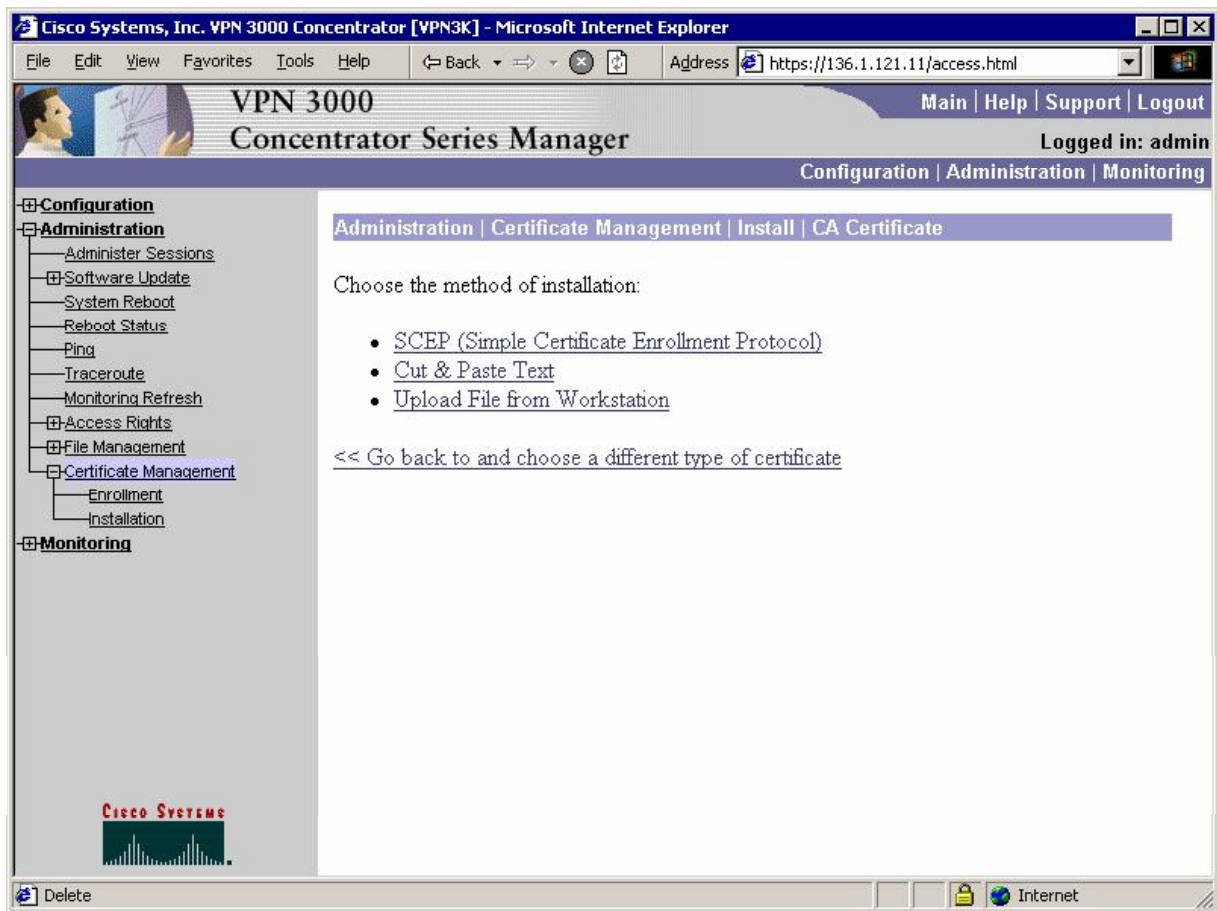 Cisco Systems, Inc. VPN 3000 Concentrator [VPN3K] - Microsoft Internet Explorer
File Edit View Favorites Tools Help Back Address https://136.1.121.11/access.html
VPN 3000
Concentrator Series Manager
Main | Help | Support | Logout
Logged in: admin
Configuration | Administration | Monitoring
Configuration
Administration
Administer Sessions
Software Update
System Reboot
Reboot Status
Ping
Traceroute
Monitoring Refresh
Access Rights
File Management
Certificate Management
Enrollment
Installation
Monitoring
Administration | Certificate Management | Install | CA Certificate
Choose the method of installation:
• SCEP (Simple Certificate Enrollment Protocol)
• Cut & Paste Text
• Upload File from Workstation
<< Go back to and choose a different type of certificate
CISCO SYSTEMS
Delete
Internet